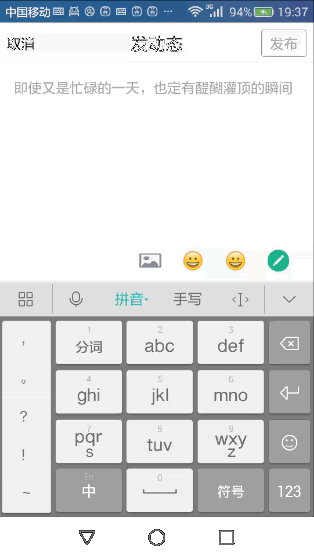 中国移动 3G 94% 19:37
取消 发动态 发布
即使又是忙碌的一天，也定有醍醐灌顶的瞬间
拼音 手写
， 1 分词 2 abc 3 def
。 4 ghi 5 jkl 6 mno
？ 7 pqrs 8 tuv 9 wxyz
！
～ En 中 0 符号 123